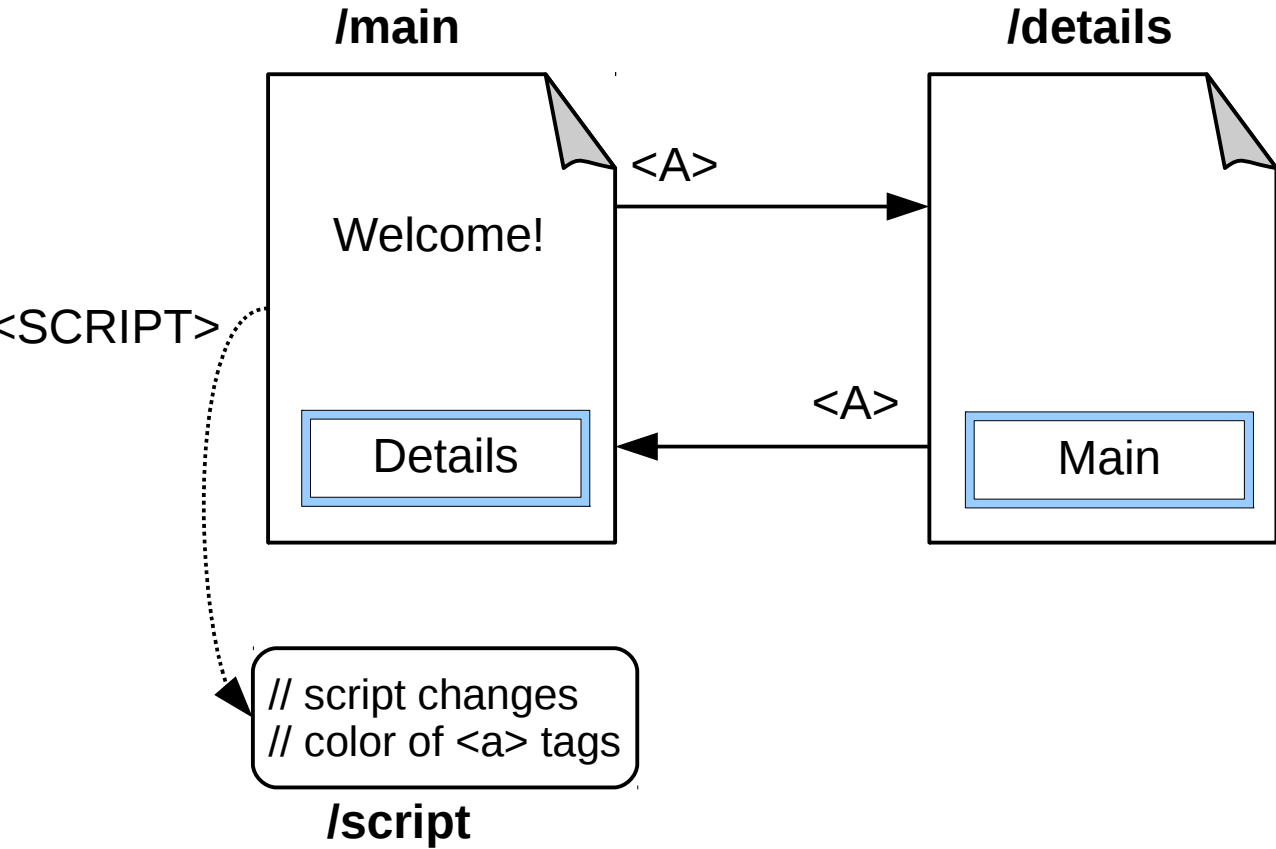 /main
/details
<A>
Welcome!
<SCRIPT>
<A>
Details
Main
// script changes
// color of <a> tags
/script